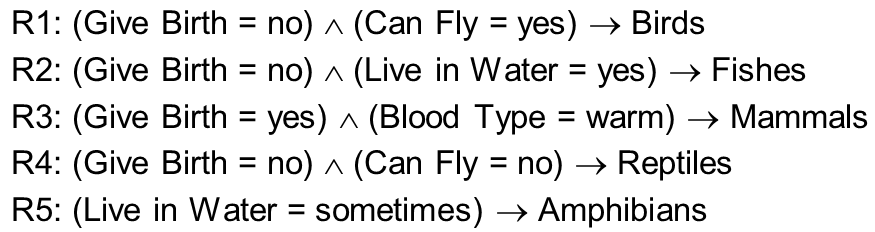 R1: (Give Birth = no) ∧ (Can Fly = yes) → Birds
R2: (Give Birth = no) ∧ (Live in Water = yes) → Fishes
R3: (Give Birth = yes) ∧ (Blood Type = warm) → Mammals
R4: (Give Birth = no) ∧ (Can Fly = no) → Reptiles
R5: (Live in Water = sometimes) → Amphibians